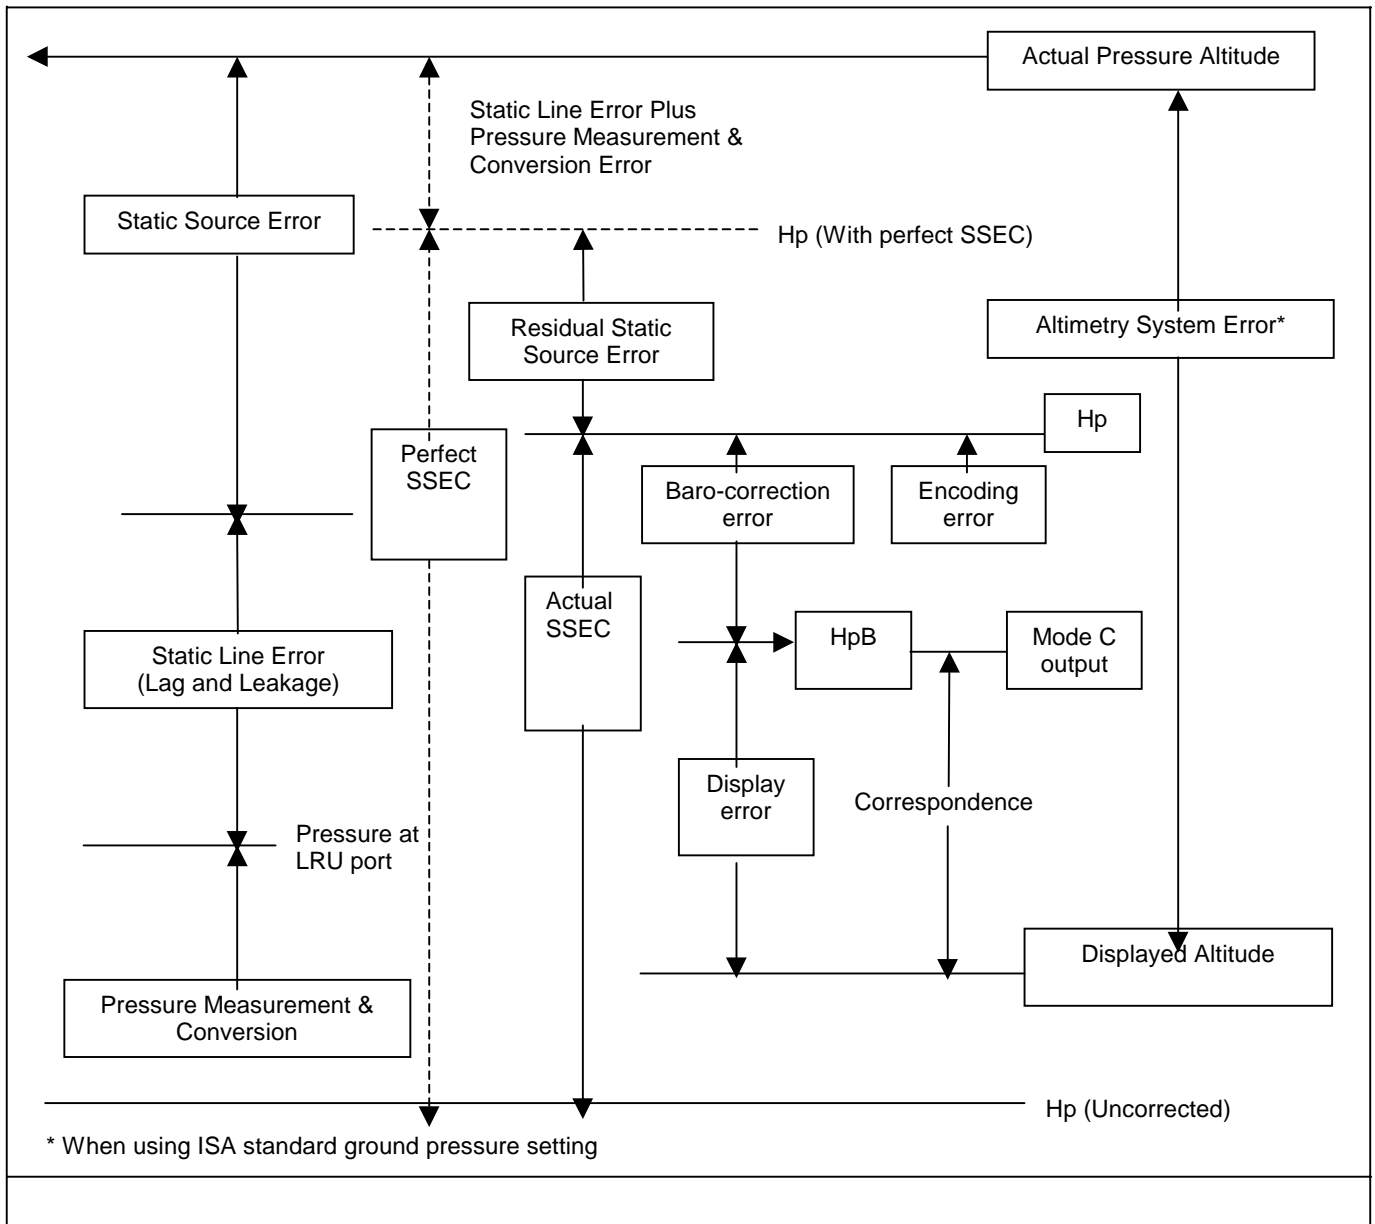 Actual Pressure Altitude
Static Line Error Plus
Pressure Measurement &
Conversion Error
Static Source Error
Hp (With perfect SSEC)
Residual Static
Source Error
Altimetry System Error*
Hp
Perfect
SSEC
Baro-correction
error
Encoding
error
Actual
SSEC
Static Line Error
(Lag and Leakage)
HpB
Mode C
output
Display
error
Correspondence
Pressure at
LRU port
Displayed Altitude
Pressure Measurement &
Conversion
Hp (Uncorrected)
* When using ISA standard ground pressure setting